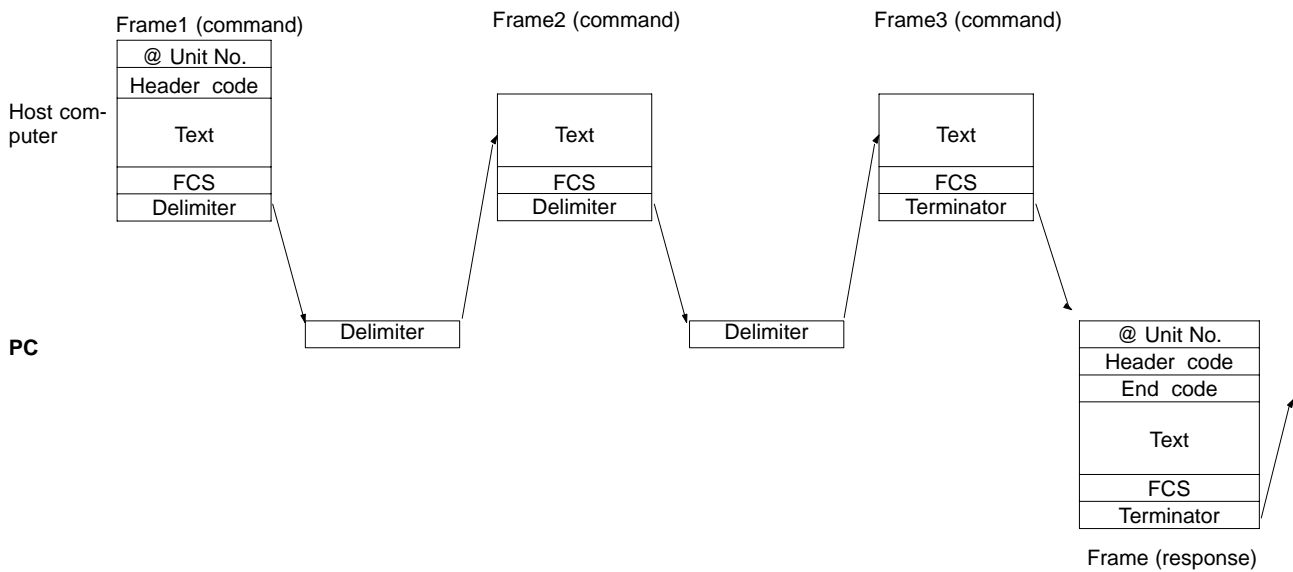 Frame1 (command)
@ Unit No.
Header code
Text
FCS
Delimiter
Frame2 (command)
Text
FCS
Delimiter
Frame3 (command)
Text
FCS
Terminator
Host com-
puter
Delimiter
Delimiter
PC
@ Unit No.
Header code
End code
Text
FCS
Terminator
Frame (response)